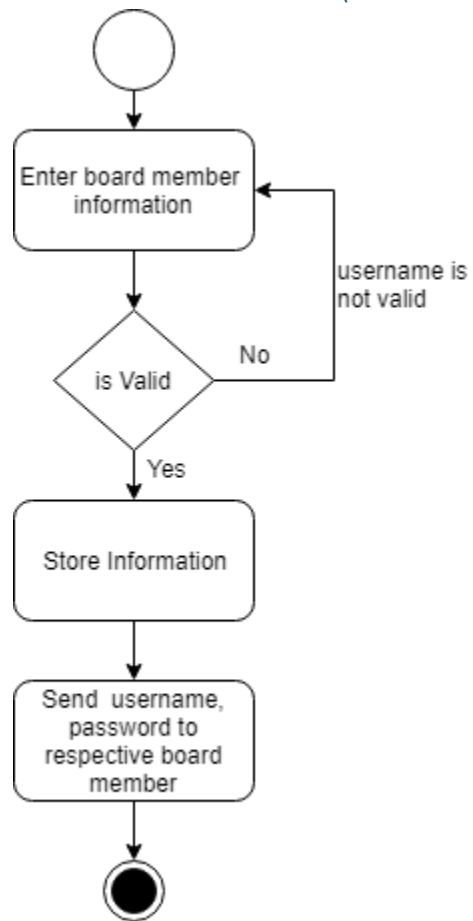 Enter board member
information
username is
not valid
No
is Valid
Yes
Store Information
Send username,
password to
respective board
member